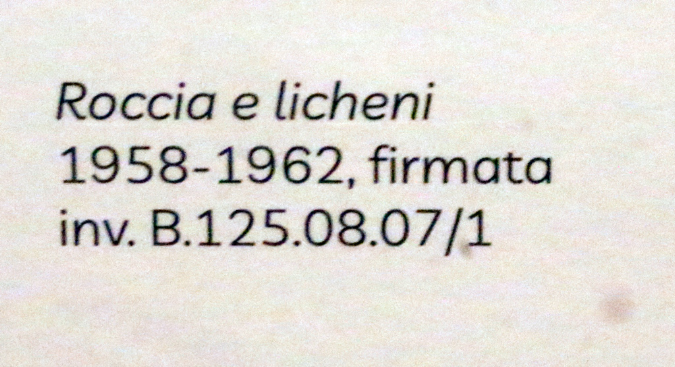 Roccia e licheni
1958-1962, firmata
inv. B.125.08.07/1